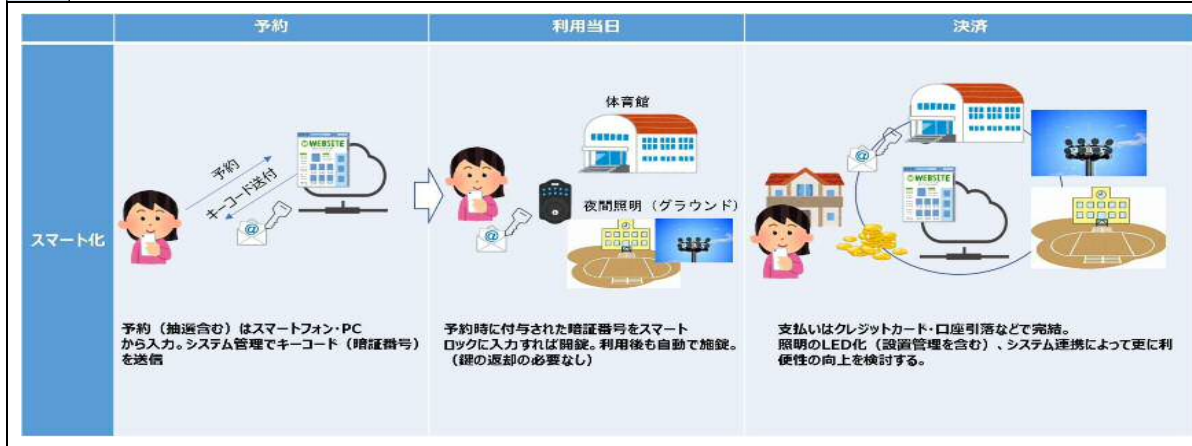 予約
利用当日
決済
スマート化
予約
キーコード送付
WEBSITE
@
予約(抽選含む)はスマートフォン・PC
から入力。システム管理でキーコード(暗証番号)
を送信
体育館
@
夜間照明(グラウンド)
予約時に付与された暗証番号をスマート
ロックに入力すれば開錠。利用後も自動で施錠。
(鍵の返却の必要なし)
@
WEBSITE
支払いはクレジットカード・口座引落などで完結。
照明のLED化(設置管理を含む)、システム連携によって更に利
便性の向上を検討する。